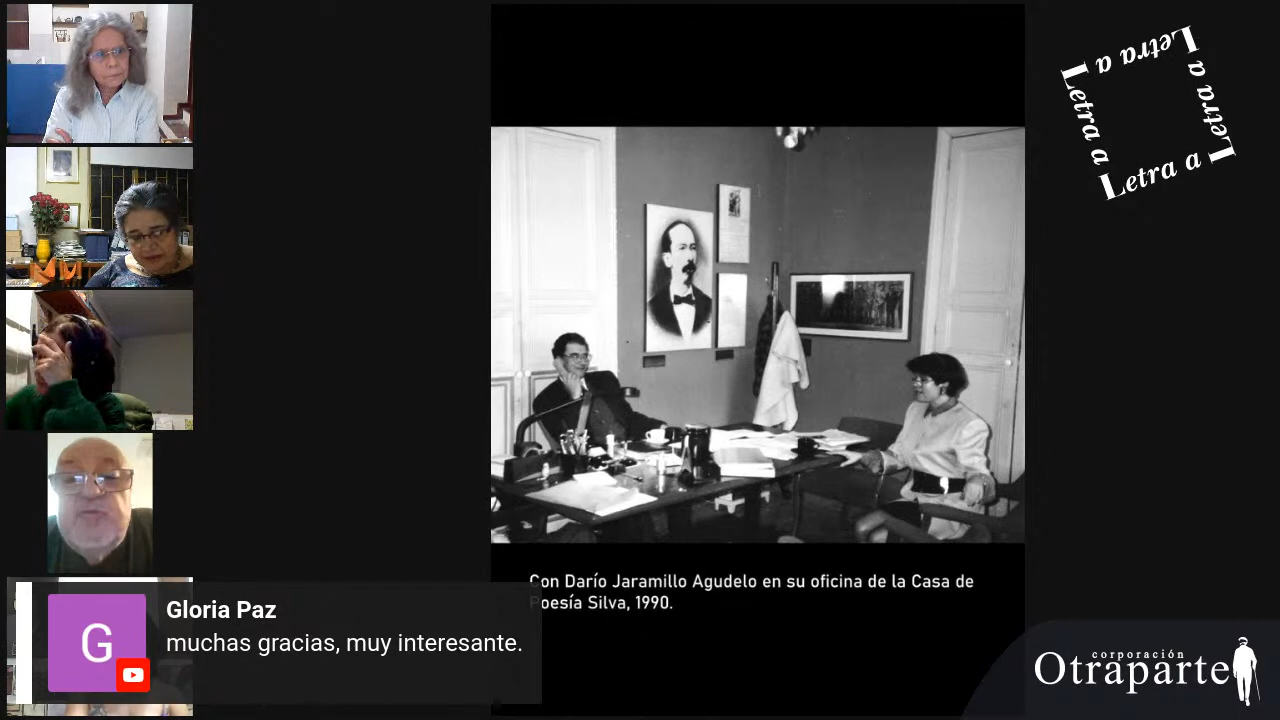 Letra a
Letra a
Letra a
Letra a
Con Darío Jaramillo Agudelo en su oficina de la Casa de
Poesía Silva, 1990.
G
Gloria Paz
muchas gracias, muy interesante.
corporación
Otraparte